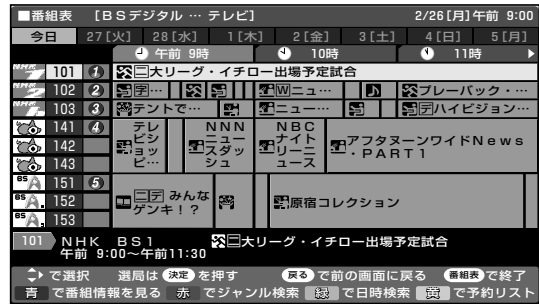 ■番組表 [BSデジタル … テレビ] 2/26[月]午前 9:00
今日 27[火] 28[水] 1[木] 2[金] 3[土] 4[日] 5[月]
午前 9時 10時 11時
101 1 二大リーグ・イチロー出場予定試合
102 2 字… W ニュ… プレーバック・…
103 3 テントで… ニュー… デハイビジョン…
141 4 テレビジョッピ… NNNニュースダッシュ NBCナイトリーニュース アフタヌーンワイドNews・PART1
142
143
151 5 二デ みんなゲンキ!? 原宿コレクション
152
153
101 NHK BS1 二大リーグ・イチロー出場予定試合
午前 9:00~午前11:30
で選択 選局は 決定 を押す 戻る で前の画面に戻る 番組表 で終了
青 で番組情報を見る 赤 でジャンル検索 緑 で日時検索 黄 で予約リスト